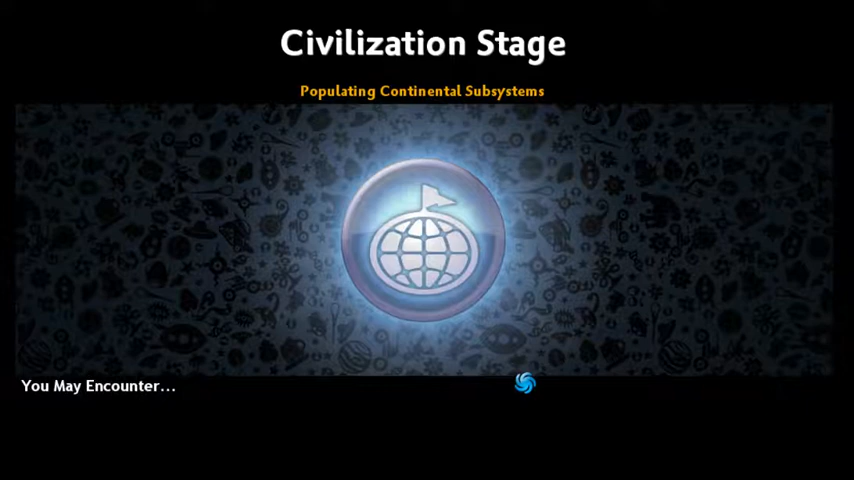 Civilization Stage
Populating Continental Subsystems
You May Encounter...